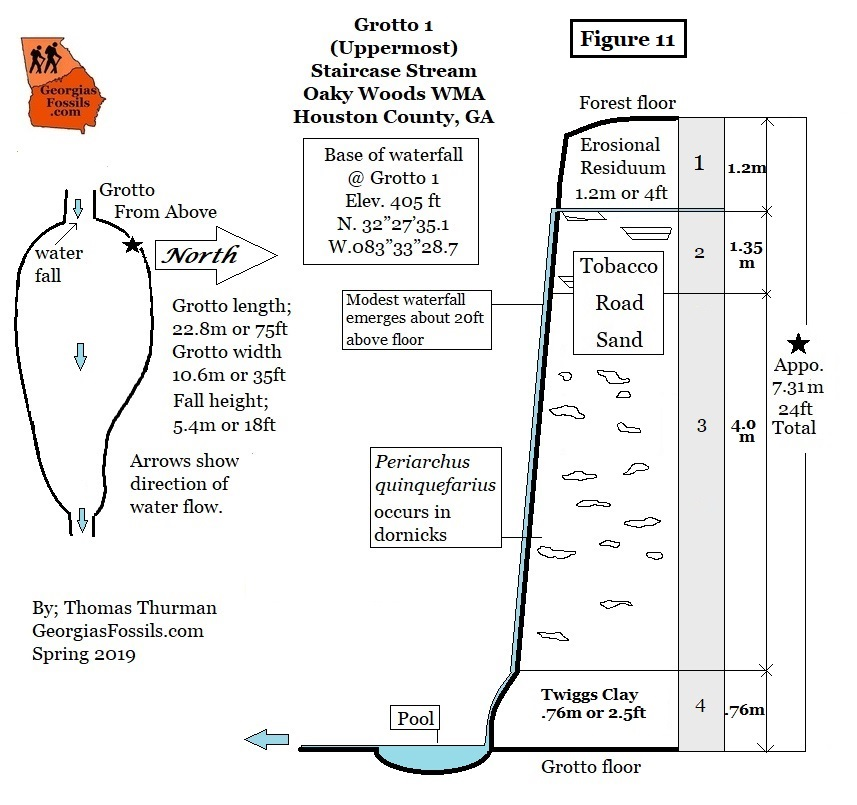 Georgias
Fossils
.com
Grotto 1
(Uppermost)
Staircase Stream
Oaky Woods WMA
Houston County, GA
Figure 11
Base of waterfall
@ Grotto 1
Elev. 405 ft
N. 32”27’35.1
W.083”33”28.7
Grotto
From Above
water
fall
North
Grotto length;
22.8m or 75ft
Grotto width
10.6m or 35ft
Fall height;
5.4m or 18ft
Arrows show
direction of
water flow.
By; Thomas Thurman
GeorgiasFossils.com
Spring 2019
Forest floor
Erosional
Residuum
1.2m or 4ft
1
1.2m
2
1.35
m
Tobacco
Road
Sand
Modest waterfall
emerges about 20ft
above floor
3
4.0
m
Appo.
7.31m
24ft
Total
Periarchus
quinquefarius
occurs in
dornicks
Twiggs Clay
.76m or 2.5ft
4
.76m
Pool
Grotto floor